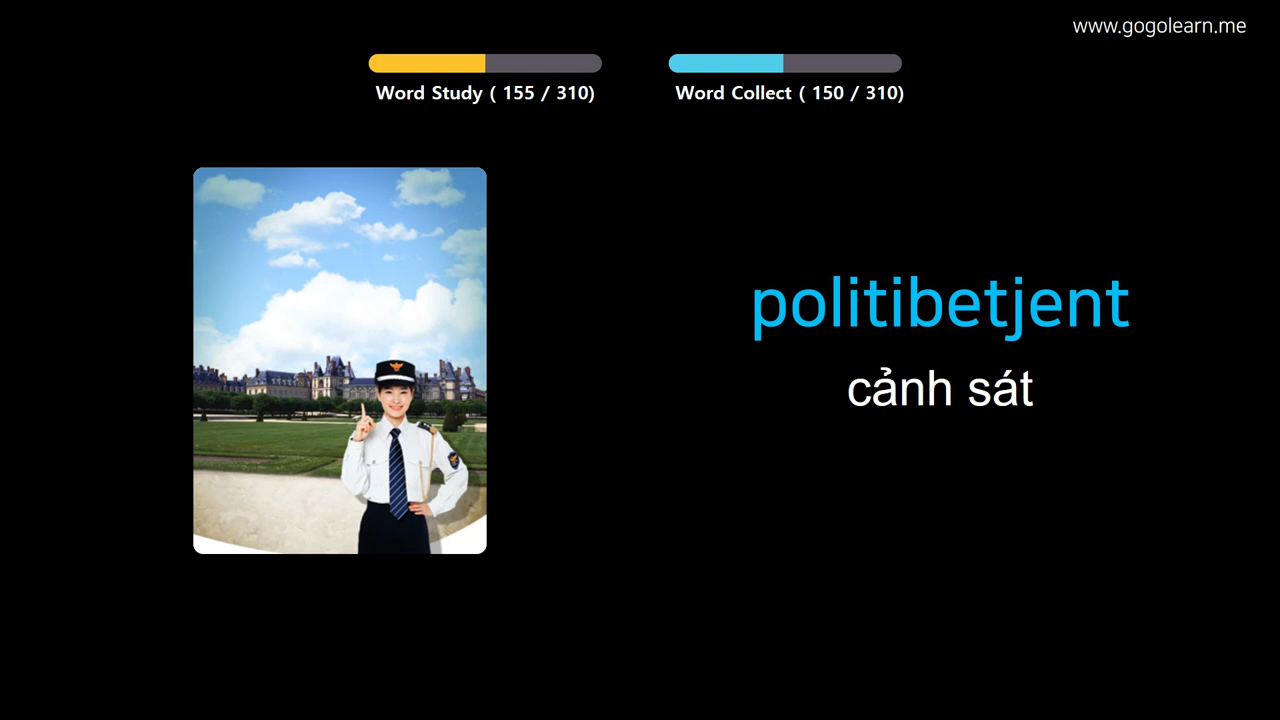 www.gogolearn.me
Word Study ( 155 / 310)
Word Collect ( 150 / 310)
politibetjent
cảnh sát